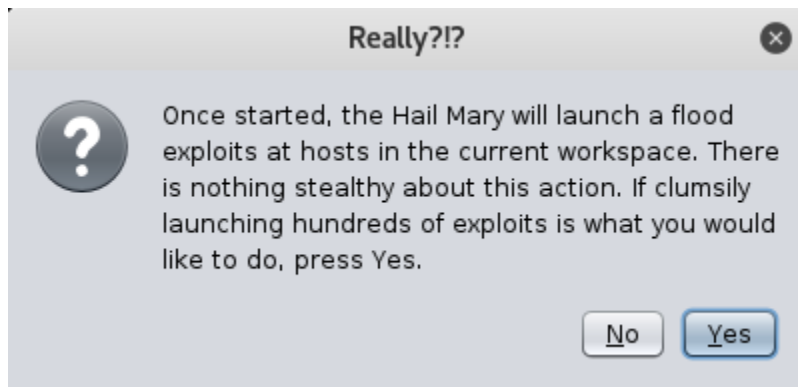 Really?!?
Once started, the Hail Mary will launch a flood
exploits at hosts in the current workspace. There
is nothing stealthy about this action. If clumsily
launching hundreds of exploits is what you would
like to do, press Yes.
No Yes